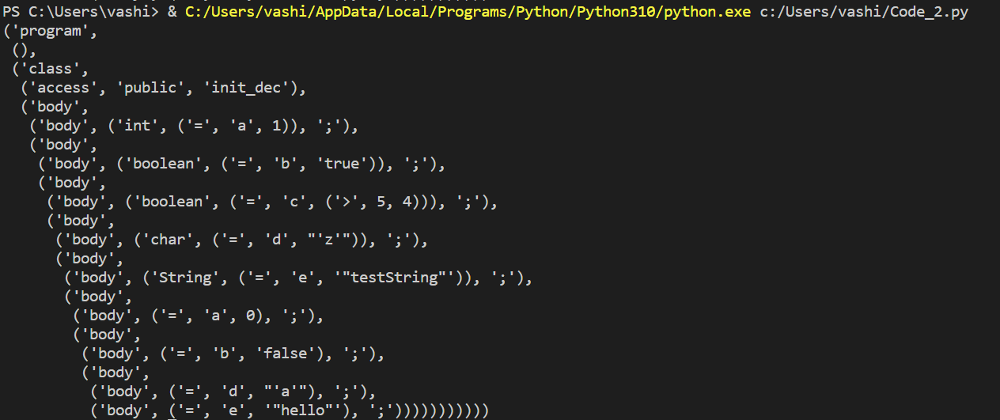 PS C:\Users\vashi> & C:/Users/vashi/AppData/Local/Programs/Python/Python310/python.exe c:/Users/vashi/Code_2.py
('program',
 (),
 ('class',
  ('access', 'public', 'init_dec'),
  ('body',
   ('body', ('int', ('=', 'a', 1)), ';'),
   ('body',
    ('body', ('boolean', ('=', 'b', 'true')), ';'),
    ('body',
     ('body', ('boolean', ('=', 'c', ('>', 5, 4))), ';'),
     ('body',
      ('body', ('char', ('=', 'd', "'z'")), ';'),
      ('body',
       ('body', ('String', ('=', 'e', '"testString"')), ';'),
       ('body',
        ('body', ('=', 'a', 0), ';'),
        ('body',
         ('body', ('=', 'b', 'false'), ';'),
         ('body',
          ('body', ('=', 'd', "'a'"), ';'),
          ('body', ('=', 'e', '"hello"'), ';')))))))))))